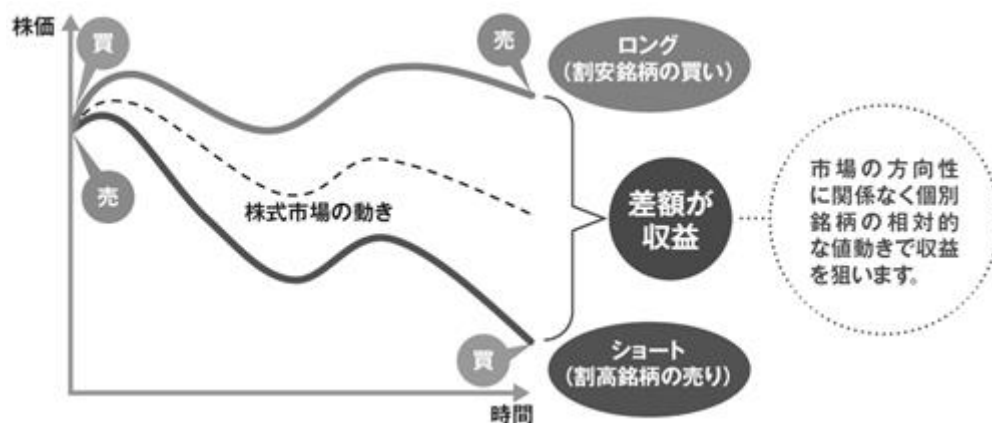 株価
買
売
ロング
(割安銘柄の買い)
売
株式市場の動き
差額が
収益
市場の方向性
に関係なく個別
銘柄の相対的
な値動きで収益
を狙います。
買
ショート
(割高銘柄の売り)
時間